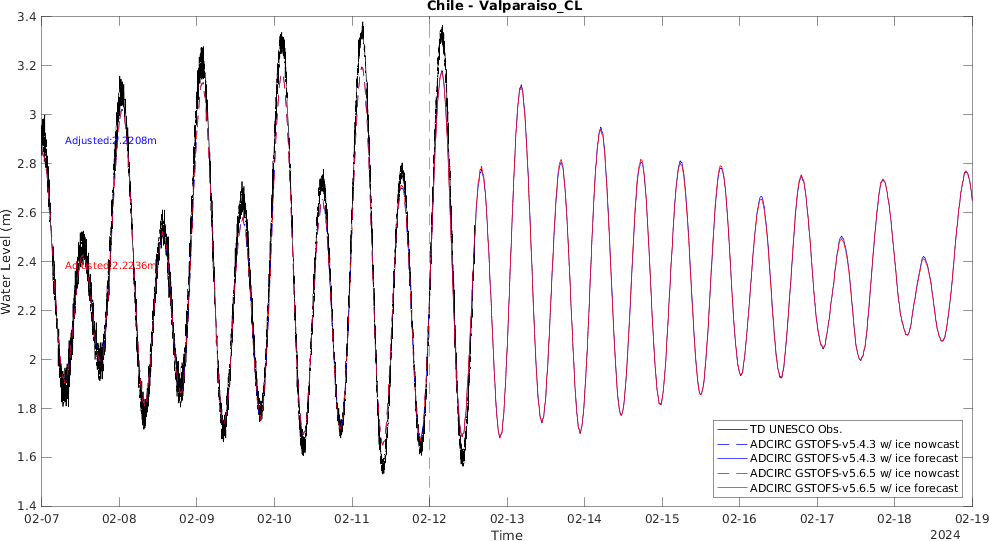 Chile - Valparaiso_CL
3.4
3.2
3
2.8
2.6
2.4
2.2
2
1.8
1.6
1.4
Water Level (m)
Adjusted:2.2208m
Adjusted:2.2236m
TD UNESCO Obs.
ADCIRC GSTOFS-v5.4.3 w/ ice nowcast
ADCIRC GSTOFS-v5.4.3 w/ ice forecast
ADCIRC GSTOFS-v5.6.5 w/ ice nowcast
ADCIRC GSTOFS-v5.6.5 w/ ice forecast
02-07 02-08 02-09 02-10 02-11 02-12 02-13 02-14 02-15 02-16 02-17 02-18 02-19
Time
2024